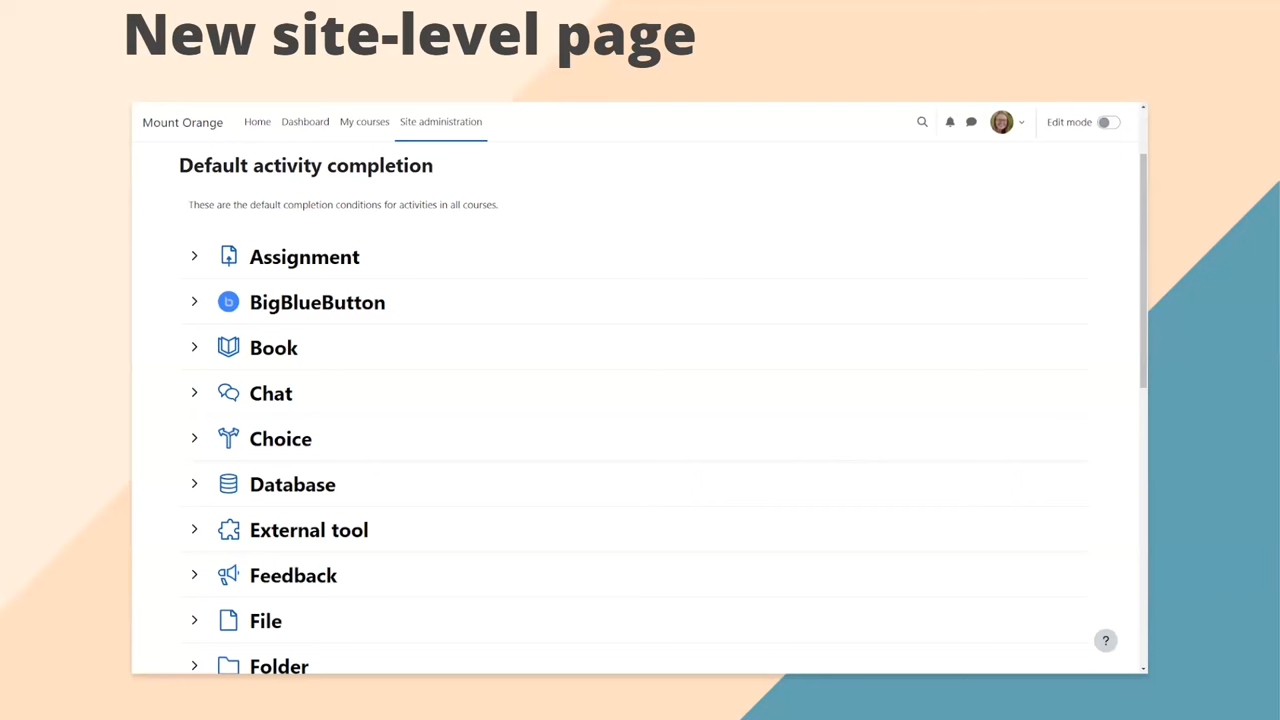 New site-level page
Mount Orange Home Dashboard My courses Site administration Edit mode
Default activity completion
These are the default completion conditions for activities in all courses.
Assignment
b BigBlueButton
Book
Chat
Choice
Database
External tool
Feedback
File
?
Folder